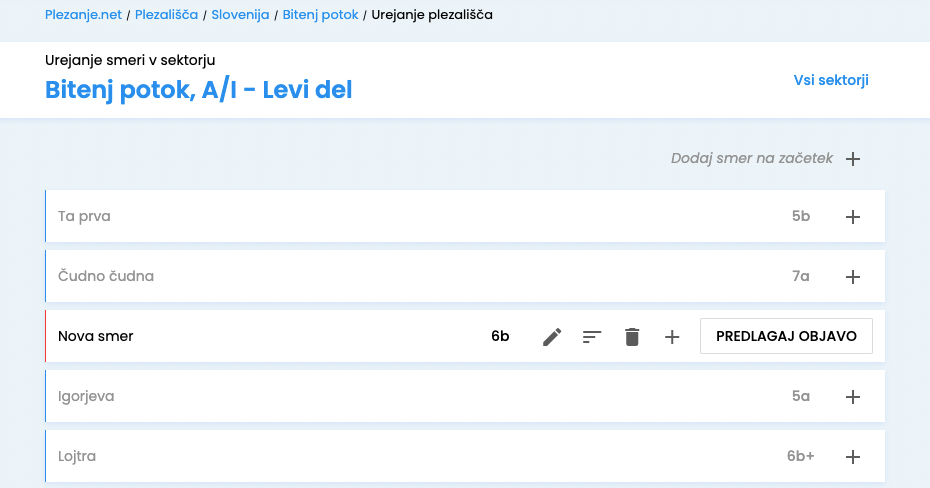 Plezanje.net / Plezališča / Slovenija / Bitenj potok / Urejanje plezališča
Urejanje smeri v sektorju
Bitenj potok, A/I - Levi del
Vsi sektorji
Dodaj smer na začetek
Ta prva 5b
Čudno čudna 7a
Nova smer 6b PREDLAGAJ OBJAVO
Igorjeva 5a
Lojtra 6b+